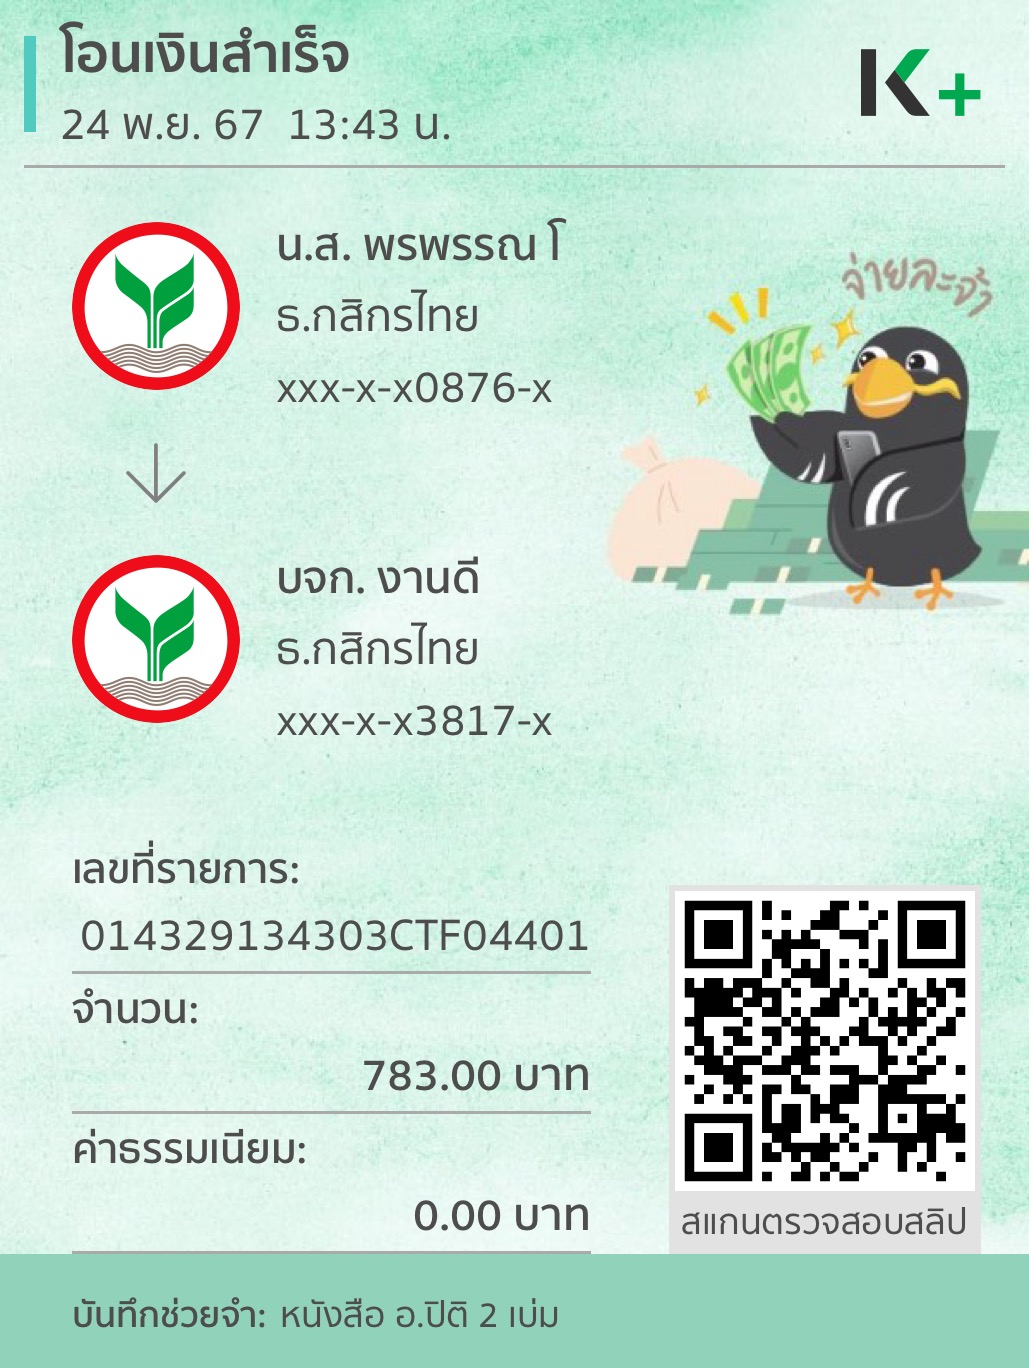 โอนเงินสำเร็จ
24 พ.ย. 67 13:43 น.
K+
น.ส. พรพรรณ โ
ธ.กสิกรไทย
xxx-x-x0876-x
จ่ายละจ้า
บจก. งานดี
ธ.กสิกรไทย
xxx-x-x3817-x
เลขที่รายการ:
014329134303CTF04401
จำนวน:
783.00 บาท
ค่าธรรมเนียม:
0.00 บาท
สแกนตรวจสอบสลิป
บันทึกช่วยจำ: หนังสือ อ.ปิติ 2 เบ่ม